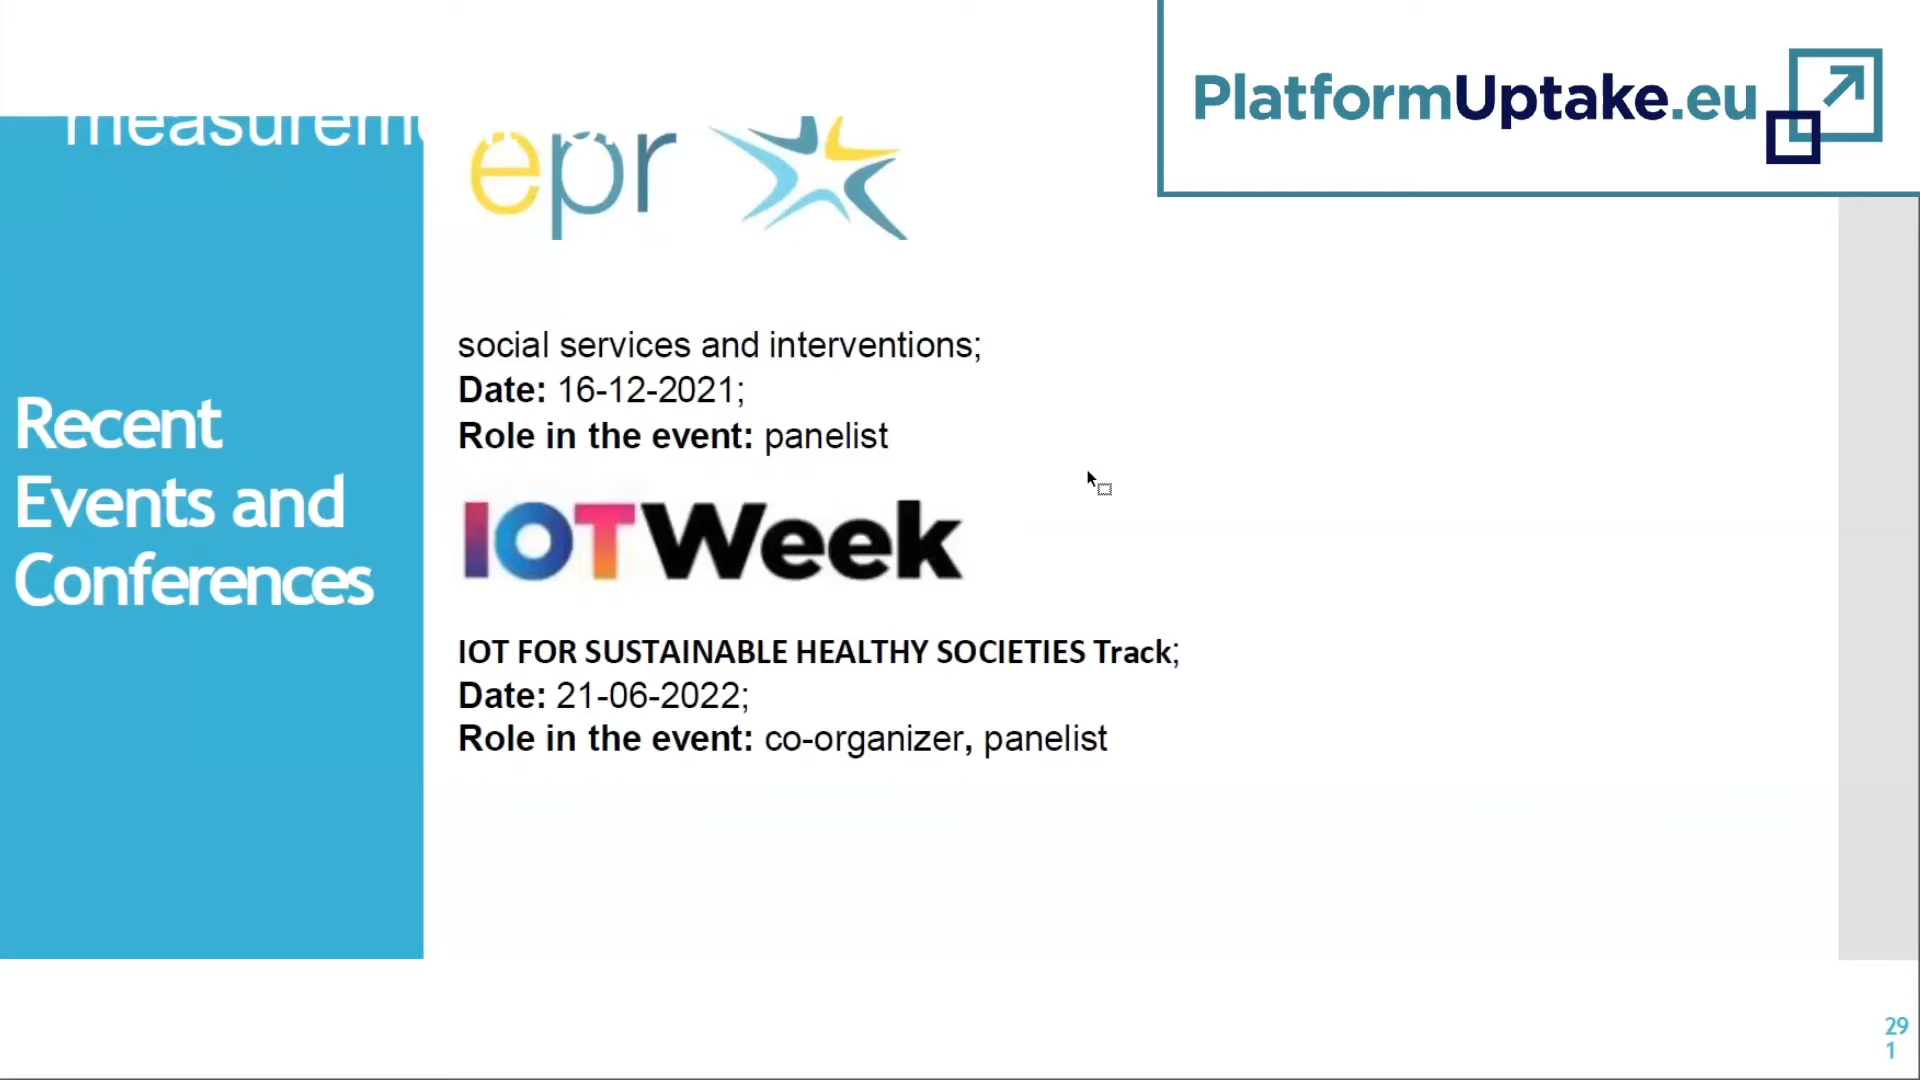 PlatformUptake.eu
epr
Recent
Events and
Conferences
social services and interventions;
Date: 16-12-2021;
Role in the event: panelist
IOT Week
IOT FOR SUSTAINABLE HEALTHY SOCIETIES Track;
Date: 21-06-2022;
Role in the event: co-organizer, panelist
29
1